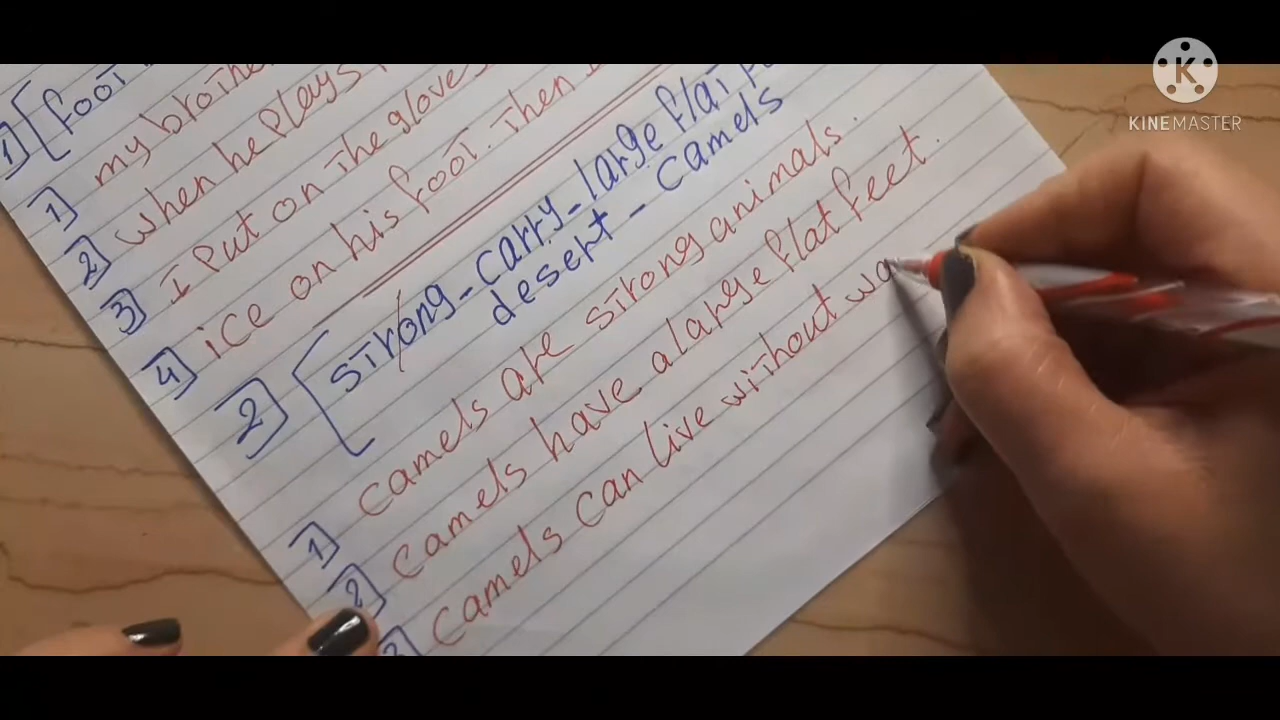 KINEMASTER
1 [foot
1 my brother
2 when he plays
3 I Put on the gloves
4 ice on his foot. Then I
2 [strong - carry - large flat
desert - camels
1 camels are strong animals.
2 camels have a large flat feet.
3 camels can live without wa